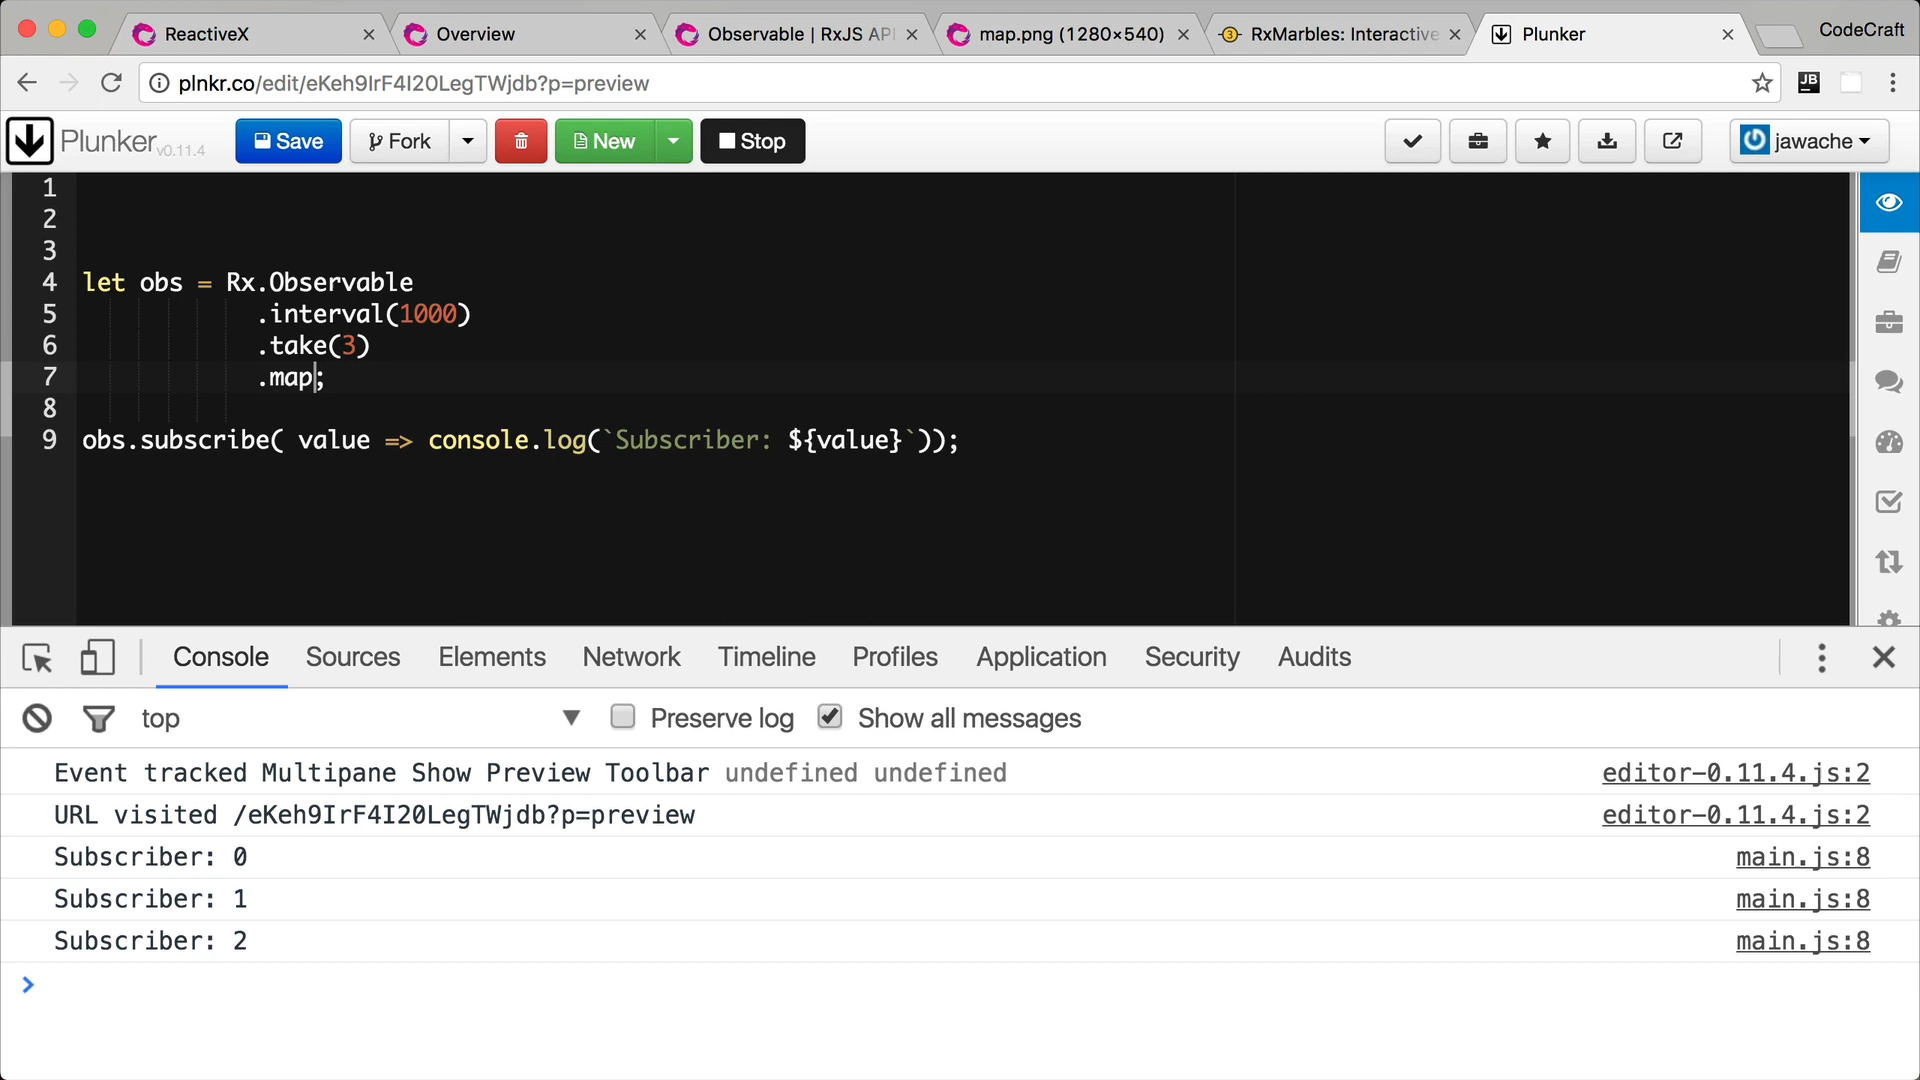 ReactiveX
Overview
Observable | RxJS API
map.png (1280×540)
RxMarbles: Interactive
Plunker
CodeCraft
plnkr.co/edit/eKeh9IrF4I20LegTWjdb?p=preview
JB
Plunker v0.11.4
Save
Fork
New
Stop
jawache
1
2
3
4 let obs = Rx.Observable
5 .interval(1000)
6 .take(3)
7 .map;
8
9 obs.subscribe( value => console.log(`Subscriber: ${value}`));
Console Sources Elements Network Timeline Profiles Application Security Audits
top Preserve log Show all messages
Event tracked Multipane Show Preview Toolbar undefined undefined editor-0.11.4.js:2
URL visited /eKeh9IrF4I20LegTWjdb?p=preview editor-0.11.4.js:2
Subscriber: 0 main.js:8
Subscriber: 1 main.js:8
Subscriber: 2 main.js:8